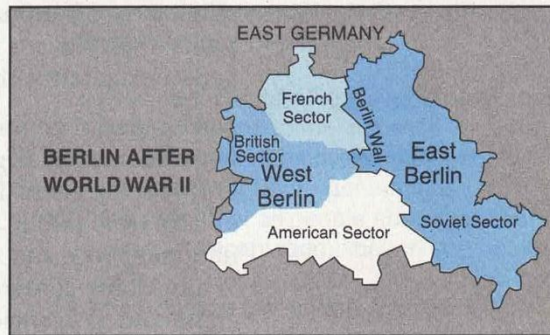 EAST GERMANY
French
Sector
Berlin Wall
British
Sector
BERLIN AFTER
WORLD WAR II
West
Berlin
East
Berlin
Soviet Sector
American Sector